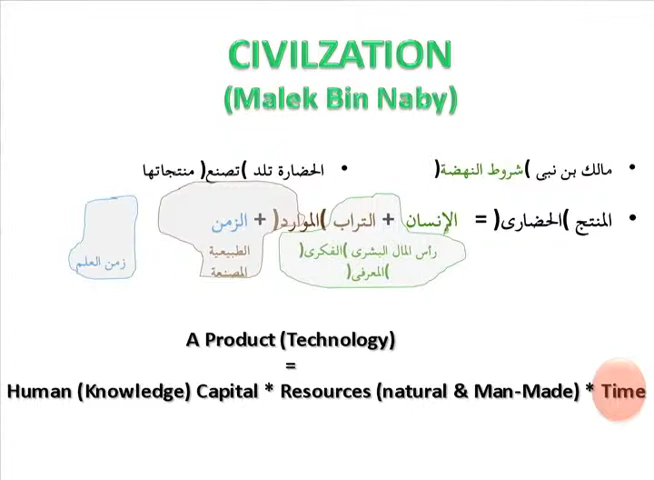 CIVILZATION
(Malek Bin Naby)
• مالك بن نبى )شروط النهضة(
• الحضارة تلد )تصنع( منتجاتها
• المنتج )الحضارى( = الإنسان + التراب )الموارد( + الزمن
رأس المال البشرى )الفكرى(
)المعرفى(
الطبيعية
المصنعة
زمن العلم
A Product (Technology)
=
Human (Knowledge) Capital * Resources (natural & Man-Made) * Time